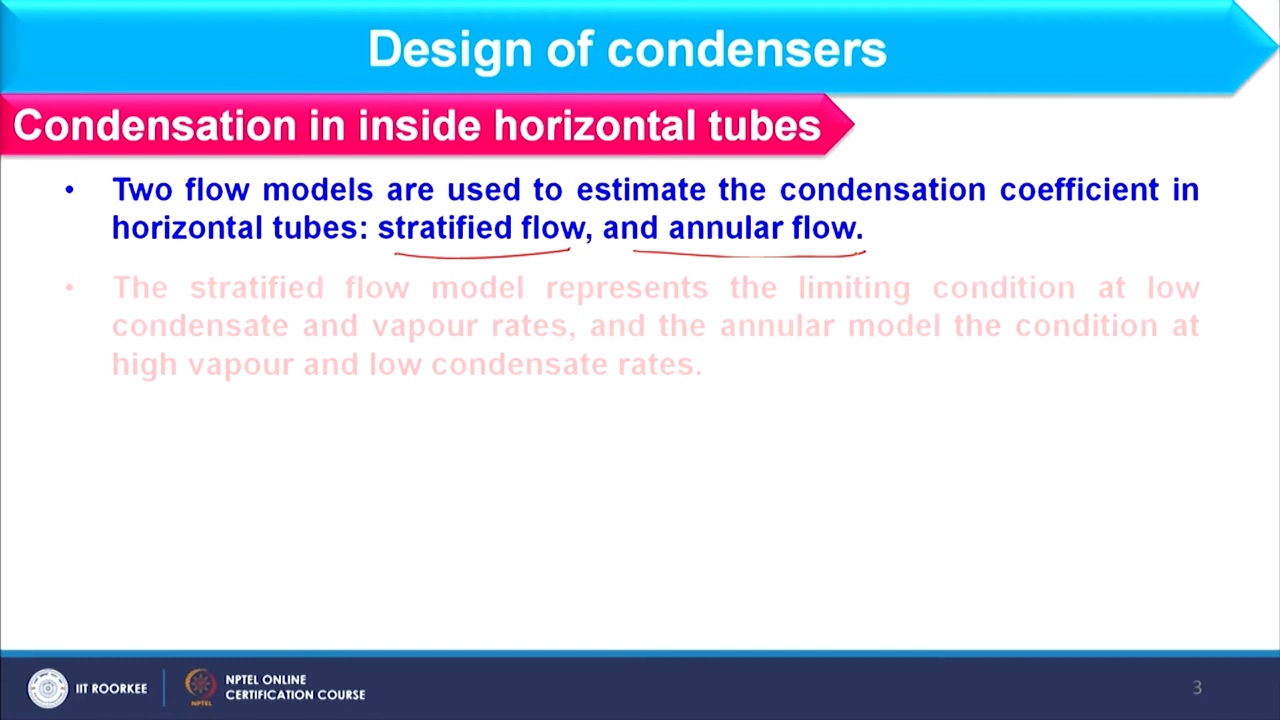 Design of condensers
Condensation in inside horizontal tubes
• Two flow models are used to estimate the condensation coefficient in
horizontal tubes: stratified flow, and annular flow.
• The stratified flow model represents the limiting condition at low
condensate and vapour rates, and the annular model the condition at
high vapour and low condensate rates.
IIT ROORKEE
NPTEL
NPTEL ONLINE
CERTIFICATION COURSE
3